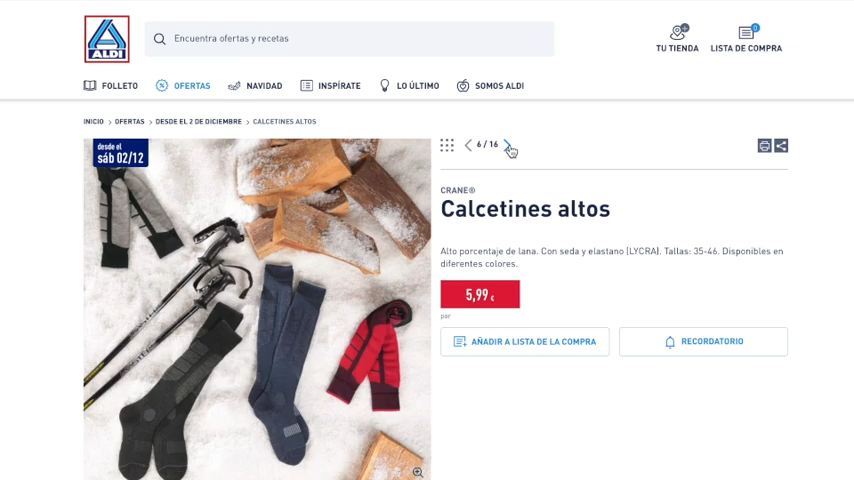 ALDI
Encuentra ofertas y recetas
+
0
TU TIENDA
LISTA DE COMPRA
FOLLETO
OFERTAS
NAVIDAD
INSPÍRATE
LO ÚLTIMO
SOMOS ALDI
INICIO > OFERTAS > DESDE EL 2 DE DICIEMBRE > CALCETINES ALTOS
desde el
sáb 02/12
6 / 16
CRANE®
Calcetines altos
Alto porcentaje de lana. Con seda y elastano (LYCRA). Tallas: 35-46. Disponibles en
diferentes colores.
5,99 €
por
AÑADIR A LISTA DE LA COMPRA
RECORDATORIO